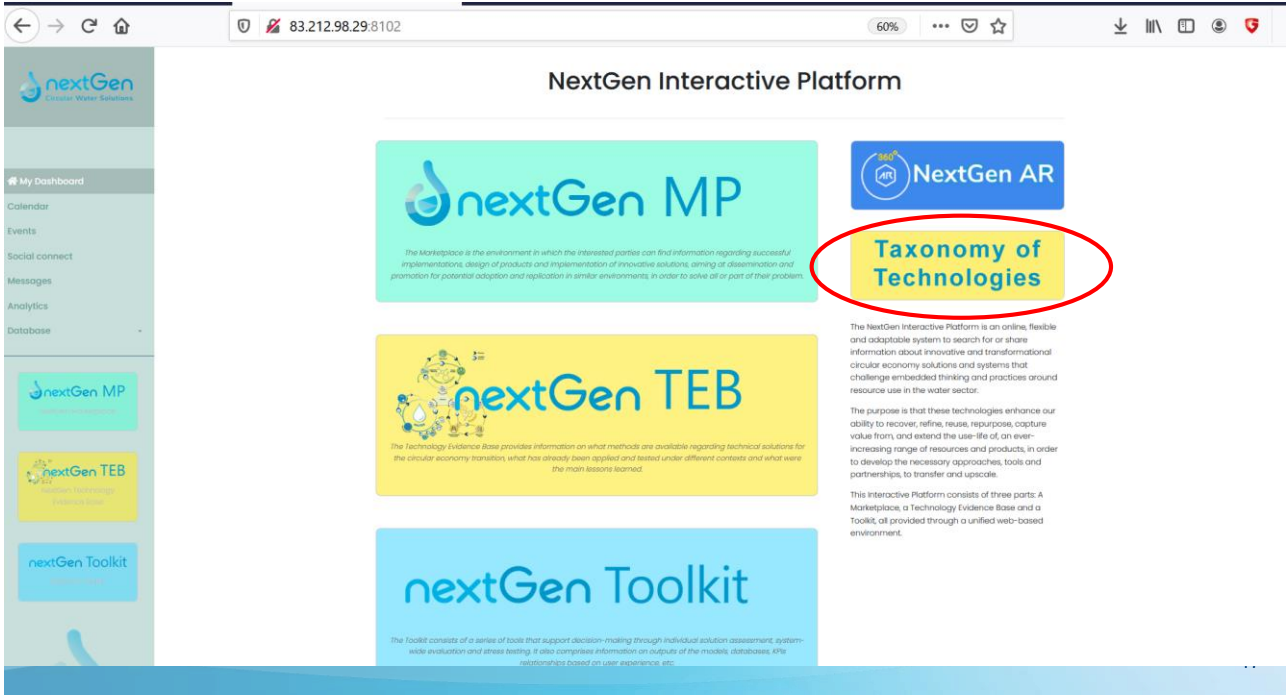 83.212.98.29:8102
60%
nextGen
Circular Water Solutions
My Dashboard
Calendar
Events
Social connect
Messages
Analytics
Database
nextGen MP
nextGen TEB
NextGen Technology
Evidence Base
nextGen Toolkit
NextGen Interactive Platform
nextGen MP
The Marketplace is the environment in which the interested parties can find information regarding successful
implementations, design of products and implementation of innovative solutions, aiming at dissemination and
promotion for potential adoption and replication in similar environments, in order to solve all or part of their problem.
nextGen TEB
The Technology Evidence Base provides information on what methods are available regarding technical solutions for
the circular economy transition, what has already been applied and tested under different contexts and what were
the main lessons learned.
nextGen Toolkit
The Toolkit consists of a series of tools that support decision-making through individual solution assessment, system-
wide evaluation and stress testing. It also comprises information on outputs of the models, databases, KPIs
relationships based on user experience, etc.
360°
AR
NextGen AR
Taxonomy of
Technologies
The NextGen Interactive Platform is an online, flexible
and adaptable system to search for or share
information about innovative and transformational
circular economy solutions and systems that
challenge embedded thinking and practices around
resource use in the water sector.
The purpose is that these technologies enhance our
ability to recover, refine, reuse, repurpose, capture
value from, and extend the use-life of, an ever-
increasing range of resources and products, in order
to develop the necessary approaches, tools and
partnerships, to transfer and upscale.
This Interactive Platform consists of three parts: A
Marketplace, a Technology Evidence Base and a
Toolkit, all provided through a unified web-based
environment.